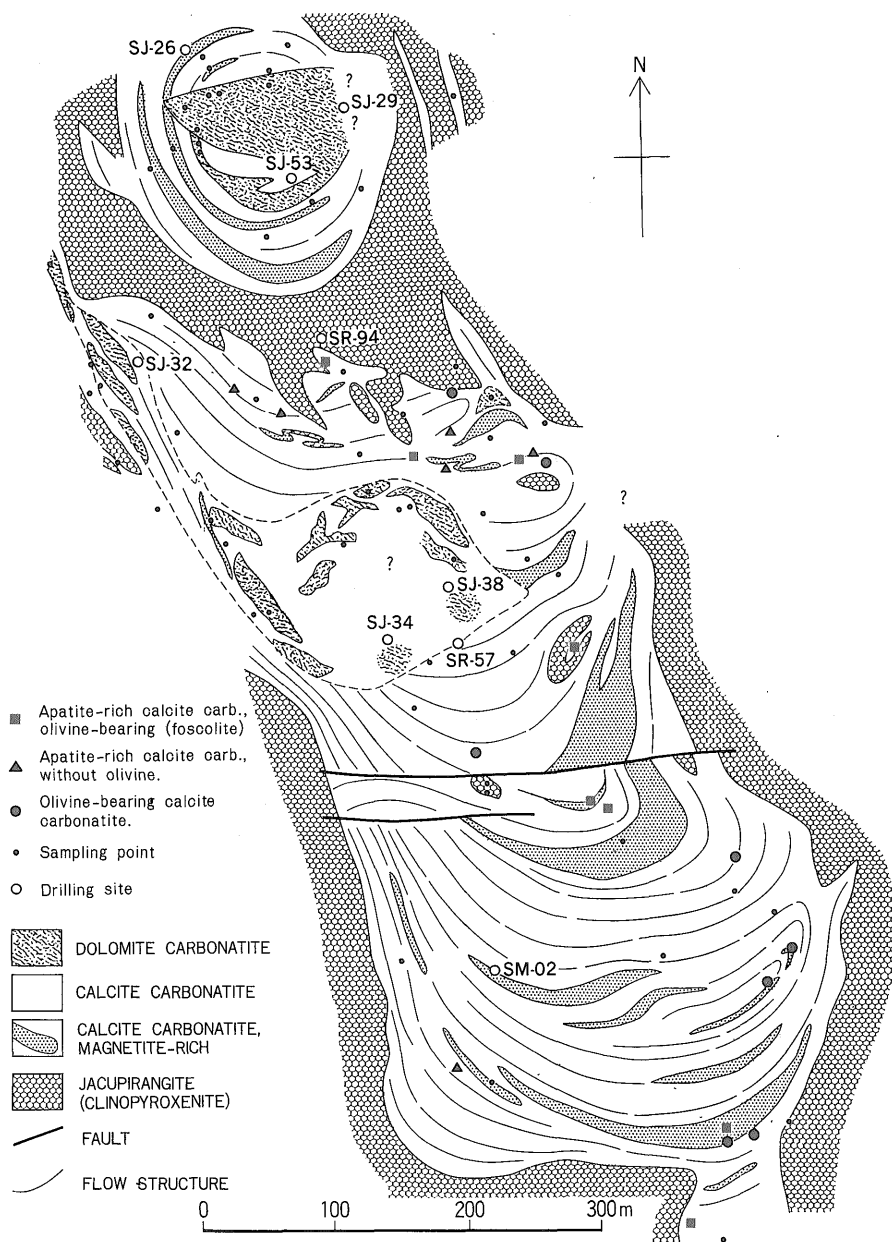 SJ-26
N
?
SJ-29
?
SJ-53
SR-94
SJ-32
?
?
SJ-38
SJ-34
SR-57
Apatite-rich calcite carb.,
olivine-bearing (foscolite)
Apatite-rich calcite carb.,
without olivine.
Olivine-bearing calcite
carbonatite.
Sampling point
Drilling site
DOLOMITE CARBONATITE
SM-02
CALCITE CARBONATITE
CALCITE CARBONATITE,
MAGNETITE-RICH
JACUPIRANGITE
(CLINOPYROXENITE)
FAULT
FLOW STRUCTURE
0 100 200 300m